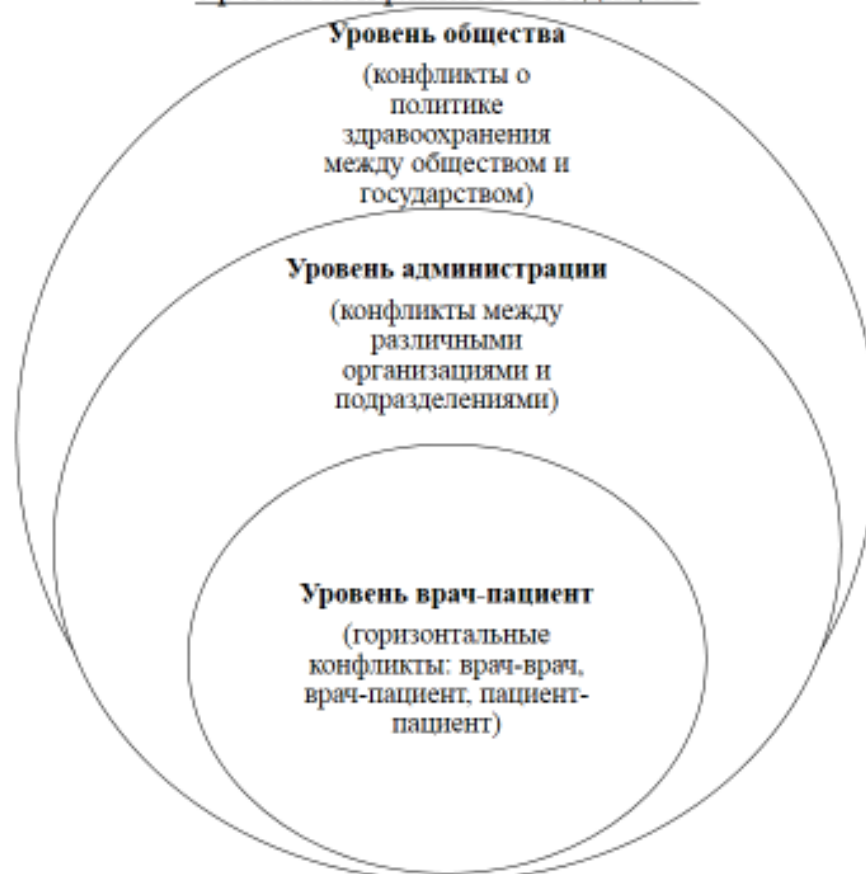 Уровень общества
(конфликты о
политике
здравоохранения
между обществом и
государством)
Уровень администрации
(конфликты между
различными
организациями и
подразделениями)
Уровень врач-пациент
(горизонтальные
конфликты: врач-врач,
врач-пациент, пациент-
пациент)